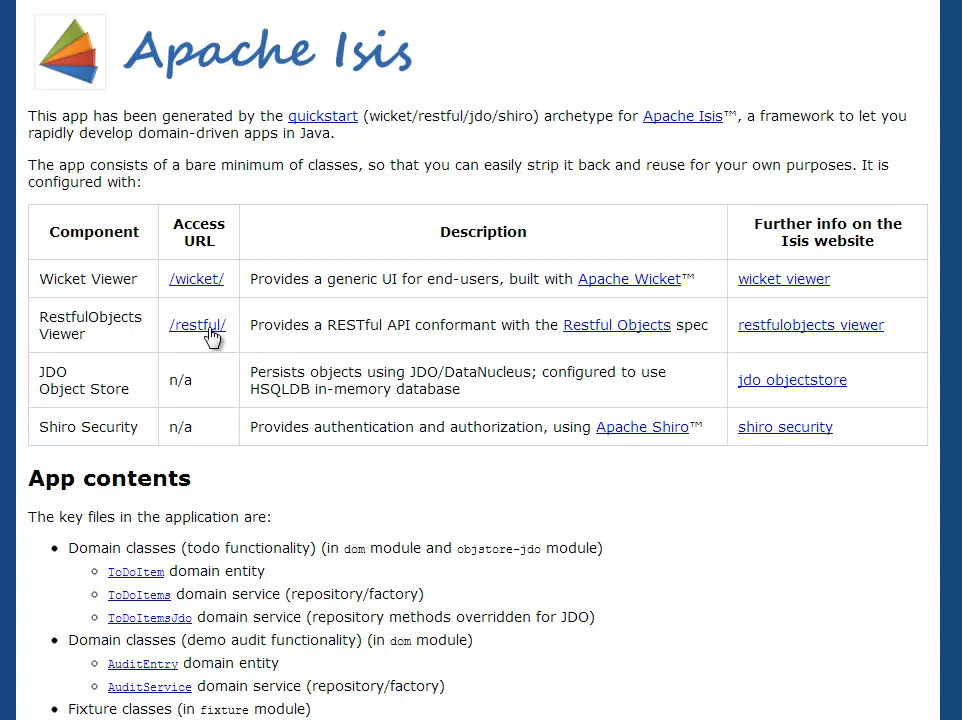 Apache Isis
This app has been generated by the quickstart (wicket/restful/jdo/shiro) archetype for Apache Isis™, a framework to let you
rapidly develop domain-driven apps in Java.
The app consists of a bare minimum of classes, so that you can easily strip it back and reuse for your own purposes. It is
configured with:
Component
Access
URL
Description
Further info on the
Isis website
Wicket Viewer
/wicket/
Provides a generic UI for end-users, built with Apache Wicket™
wicket viewer
RestfulObjects
Viewer
/restful/
Provides a RESTful API conformant with the Restful Objects spec
restfulobjects viewer
JDO
Object Store
n/a
Persists objects using JDO/DataNucleus; configured to use
HSQLDB in-memory database
jdo objectstore
Shiro Security
n/a
Provides authentication and authorization, using Apache Shiro™
shiro security
App contents
The key files in the application are:
• Domain classes (todo functionality) (in dom module and objstore-jdo module)
◦ ToDoItem domain entity
◦ ToDoItems domain service (repository/factory)
◦ ToDoItemsJdo domain service (repository methods overridden for JDO)
• Domain classes (demo audit functionality) (in dom module)
◦ AuditEntry domain entity
◦ AuditService domain service (repository/factory)
• Fixture classes (in fixture module)